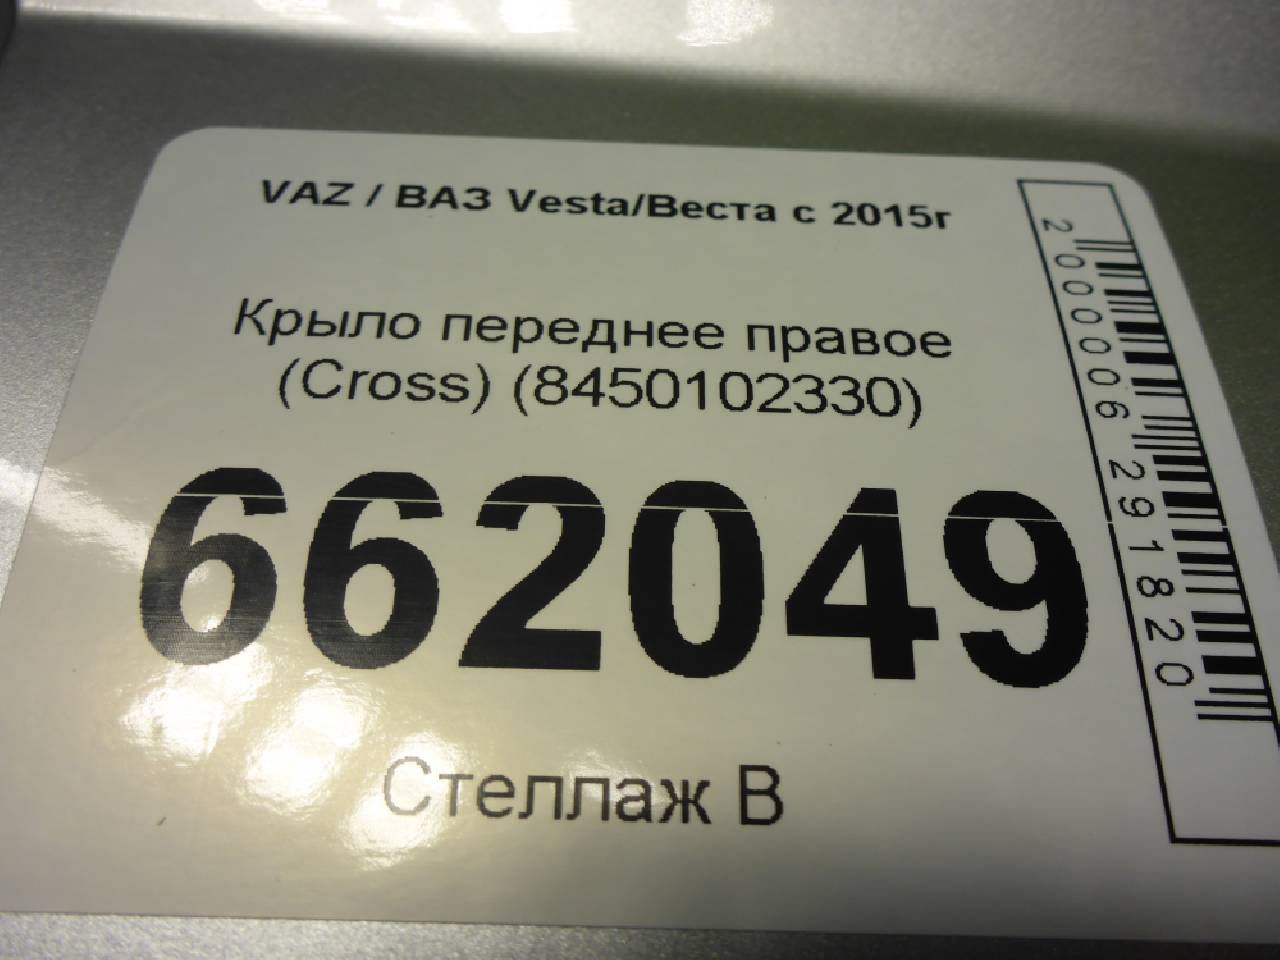 VAZ / ВАЗ Vesta/Веста с 2015г
Крыло переднее правое
(Cross) (8450102330)
662049
Стеллаж В
2000006291820